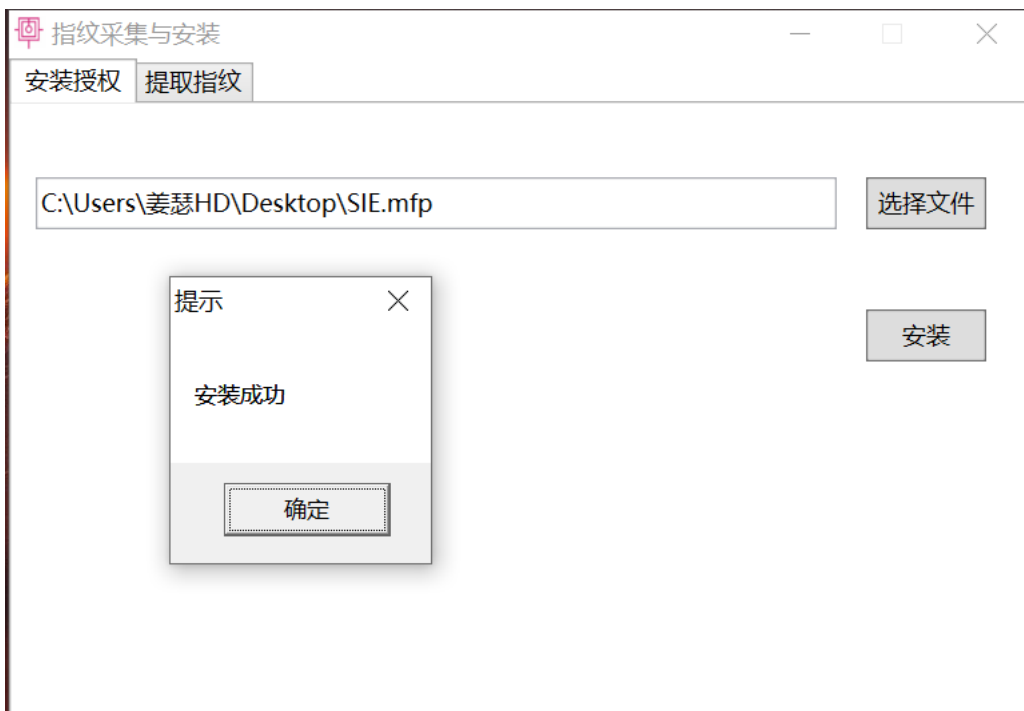 指纹采集与安装
安装授权 提取指纹
C:\Users\姜瑟HD\Desktop\SIE.mfp 选择文件
提示
安装
安装成功
确定